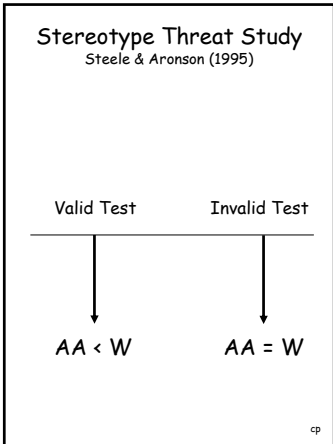 Stereotype Threat Study
Steele & Aronson (1995)
Valid Test Invalid Test
AA < W AA = W
cp